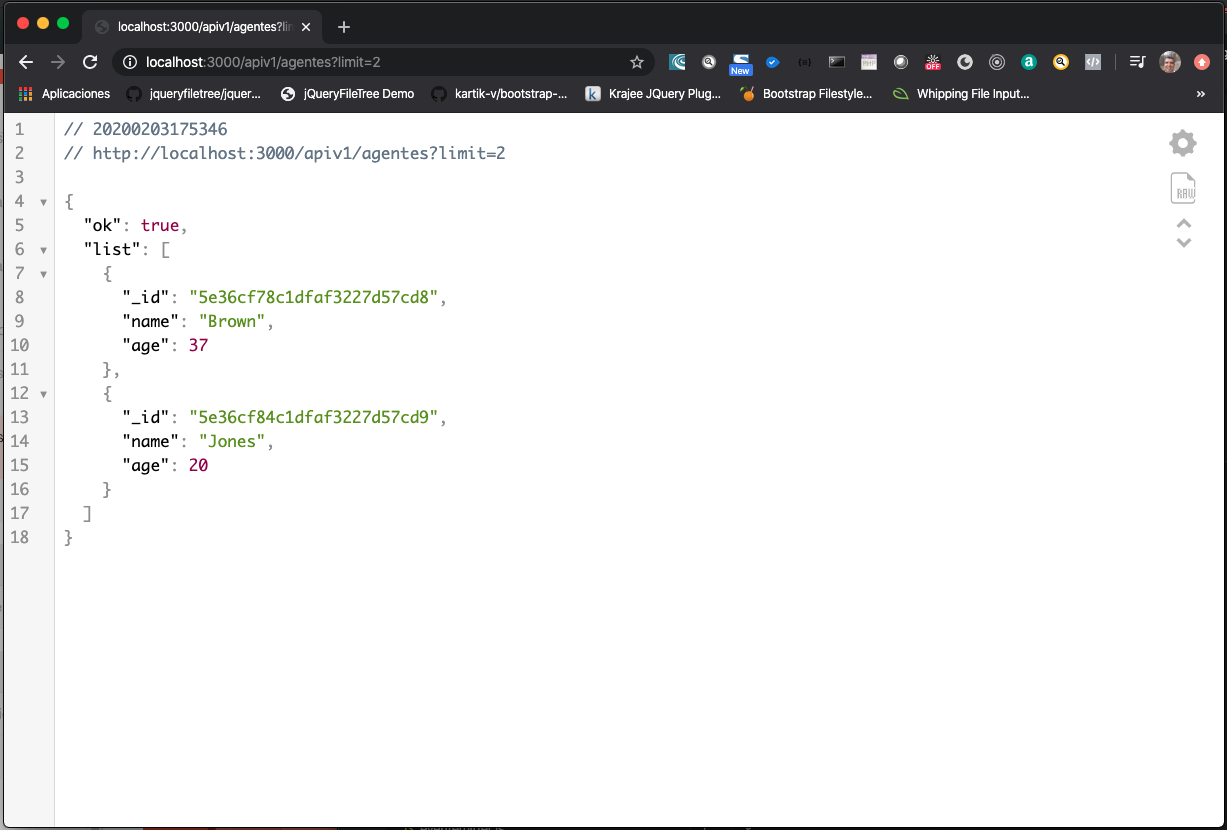 localhost:3000/apiv1/agentes?lin
localhost:3000/apiv1/agentes?limit=2
New
OFF
Aplicaciones jqueryfiletree/jquer... jQueryFileTree Demo kartik-v/bootstrap-... Krajee JQuery Plug... Bootstrap Filestyle... Whipping File Input... »
1 // 20200203175346
2 // http://localhost:3000/apiv1/agentes?limit=2
3
4 {
5 "ok": true,
6 "list": [
7 {
8 "_id": "5e36cf78c1dfaf3227d57cd8",
9 "name": "Brown",
10 "age": 37
11 },
12 {
13 "_id": "5e36cf84c1dfaf3227d57cd9",
14 "name": "Jones",
15 "age": 20
16 }
17 ]
18 }
RAW